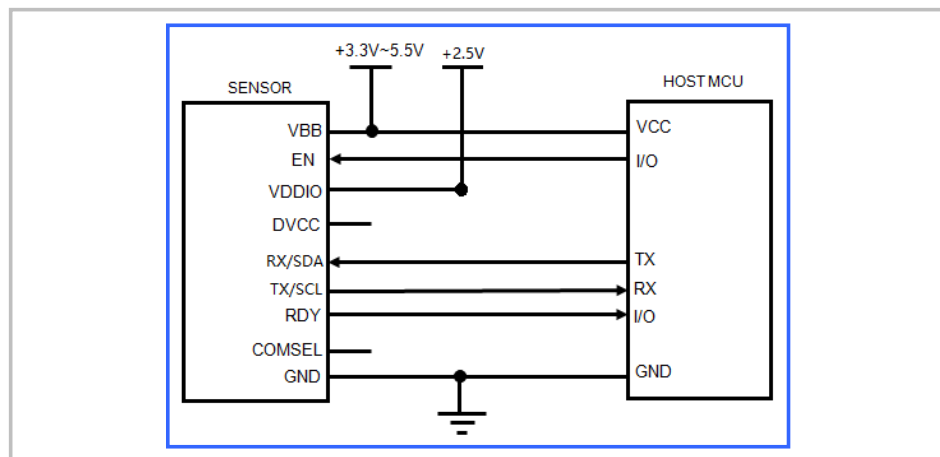 +3.3V~5.5V
+2.5V
SENSOR
HOST MCU
VBB
VCC
EN
I/O
VDDIO
DVCC
RX/SDA
TX
TX/SCL
RX
RDY
I/O
COMSEL
GND
GND